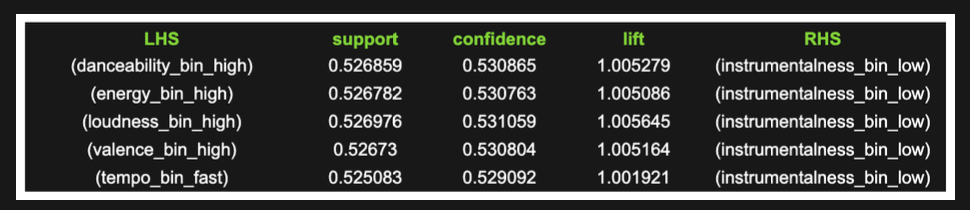 LHS support confidence lift RHS
(danceability_bin_high) 0.526859 0.530865 1.005279 (instrumentalness_bin_low)
(energy_bin_high) 0.526782 0.530763 1.005086 (instrumentalness_bin_low)
(loudness_bin_high) 0.526976 0.531059 1.005645 (instrumentalness_bin_low)
(valence_bin_high) 0.52673 0.530804 1.005164 (instrumentalness_bin_low)
(tempo_bin_fast) 0.525083 0.529092 1.001921 (instrumentalness_bin_low)